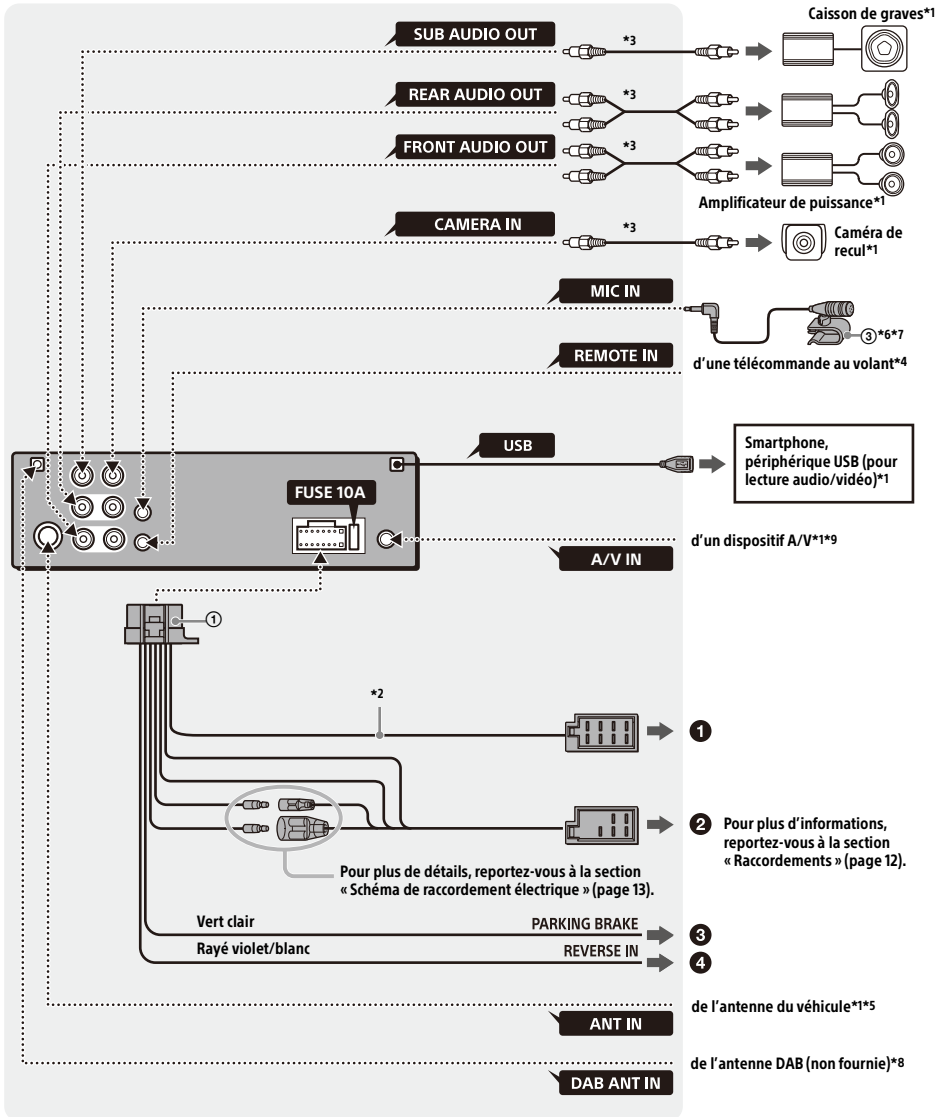 Caisson de graves*1
SUB AUDIO OUT
*3
REAR AUDIO OUT
*3
FRONT AUDIO OUT
*3
Amplificateur de puissance*1
CAMERA IN
*3
Caméra de
recul*1
MIC IN
③*6*7
REMOTE IN
d'une télécommande au volant*4
USB
Smartphone,
périphérique USB (pour
lecture audio/vidéo)*1
FUSE 10A
d'un dispositif A/V*1*9
A/V IN
①
*2
❶
❷ Pour plus d'informations,
reportez-vous à la section
« Raccordements » (page 12).
Pour plus de détails, reportez-vous à la section
« Schéma de raccordement électrique » (page 13).
Vert clair PARKING BRAKE ❸
Rayé violet/blanc REVERSE IN ❹
de l'antenne du véhicule*1*5
ANT IN
de l'antenne DAB (non fournie)*8
DAB ANT IN